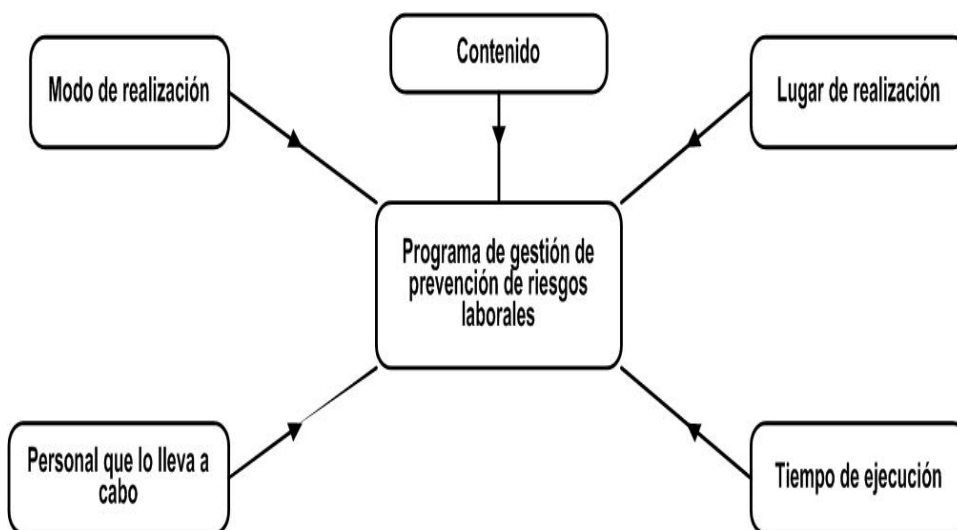 Contenido
Modo de realización
Lugar de realización
Programa de gestión de
prevención de riesgos
laborales
Personal que lo lleva a
cabo
Tiempo de ejecución